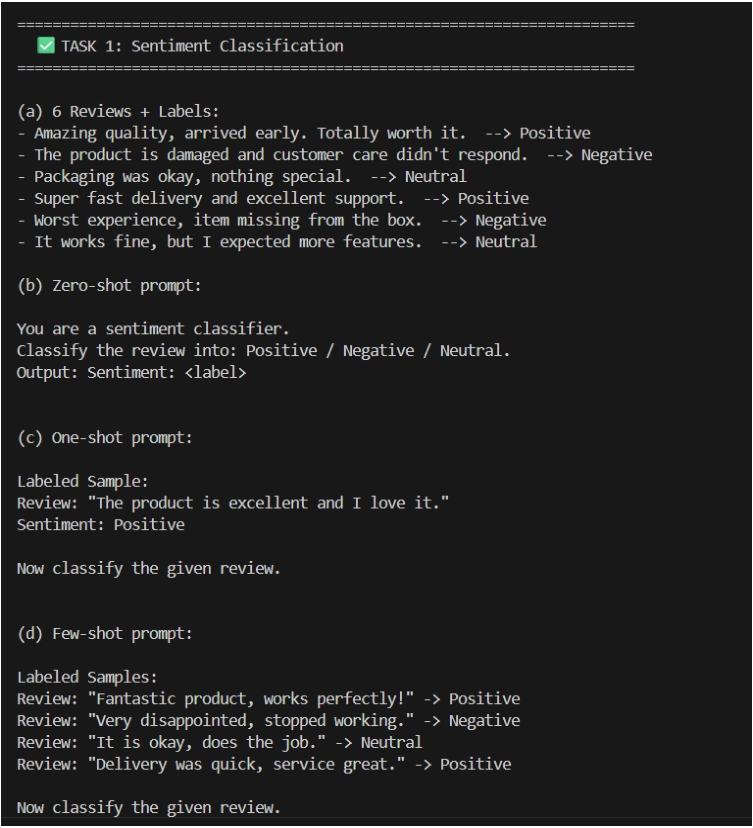 ======================================================================
✅ TASK 1: Sentiment Classification
======================================================================
(a) 6 Reviews + Labels:
- Amazing quality, arrived early. Totally worth it.  --> Positive
- The product is damaged and customer care didn't respond.  --> Negative
- Packaging was okay, nothing special.  --> Neutral
- Super fast delivery and excellent support.  --> Positive
- Worst experience, item missing from the box.  --> Negative
- It works fine, but I expected more features.  --> Neutral
(b) Zero-shot prompt:
You are a sentiment classifier.
Classify the review into: Positive / Negative / Neutral.
Output: Sentiment: <label>
(c) One-shot prompt:
Labeled Sample:
Review: "The product is excellent and I love it."
Sentiment: Positive
Now classify the given review.
(d) Few-shot prompt:
Labeled Samples:
Review: "Fantastic product, works perfectly!" -> Positive
Review: "Very disappointed, stopped working." -> Negative
Review: "It is okay, does the job." -> Neutral
Review: "Delivery was quick, service great." -> Positive
Now classify the given review.